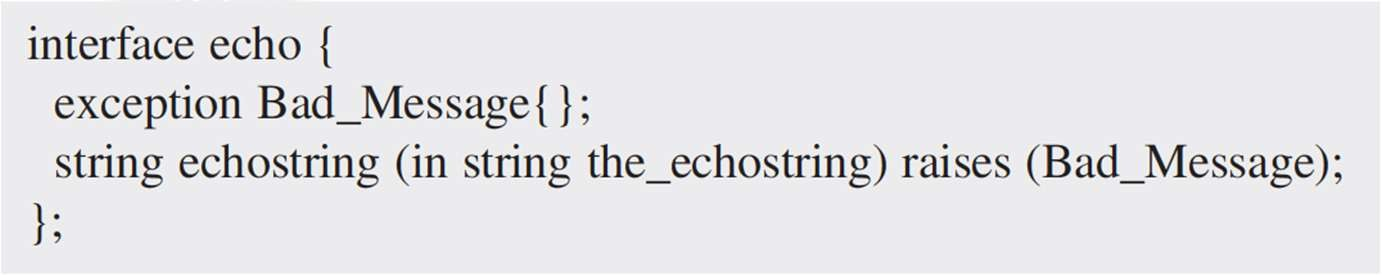 interface echo {
exception Bad_Message{};
string echostring (in string the_echostring) raises (Bad_Message);
};